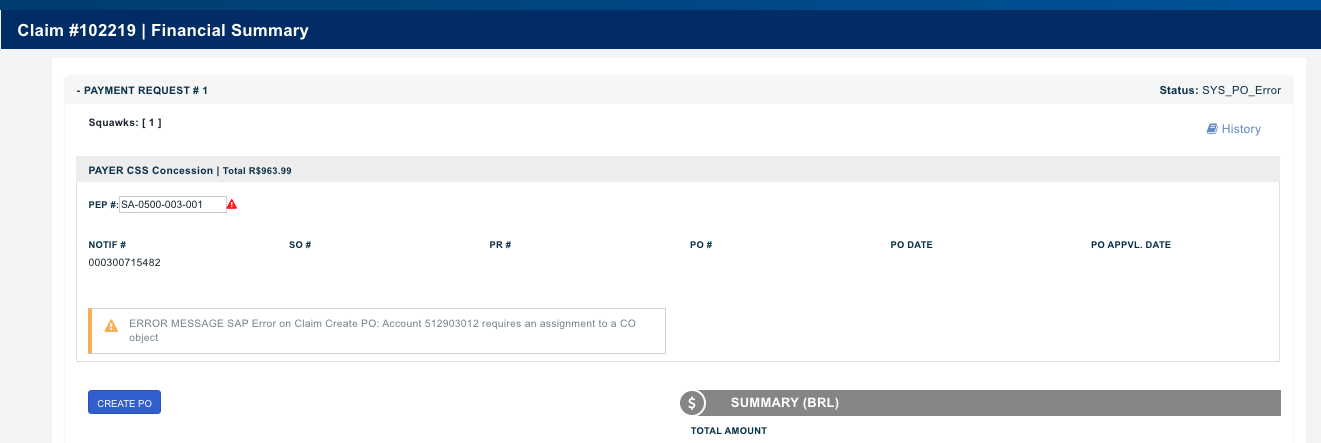 Claim #102219 | Financial Summary
- PAYMENT REQUEST # 1
Status: SYS_PO_Error
Squawks: [ 1 ]
History
PAYER CSS Concession | Total R$963.99
PEP #: SA-0500-003-001
NOTIF # SO # PR # PO # PO DATE PO APPVL. DATE
000300715482
ERROR MESSAGE SAP Error on Claim Create PO: Account 512903012 requires an assignment to a CO
object
CREATE PO
$ SUMMARY (BRL)
TOTAL AMOUNT